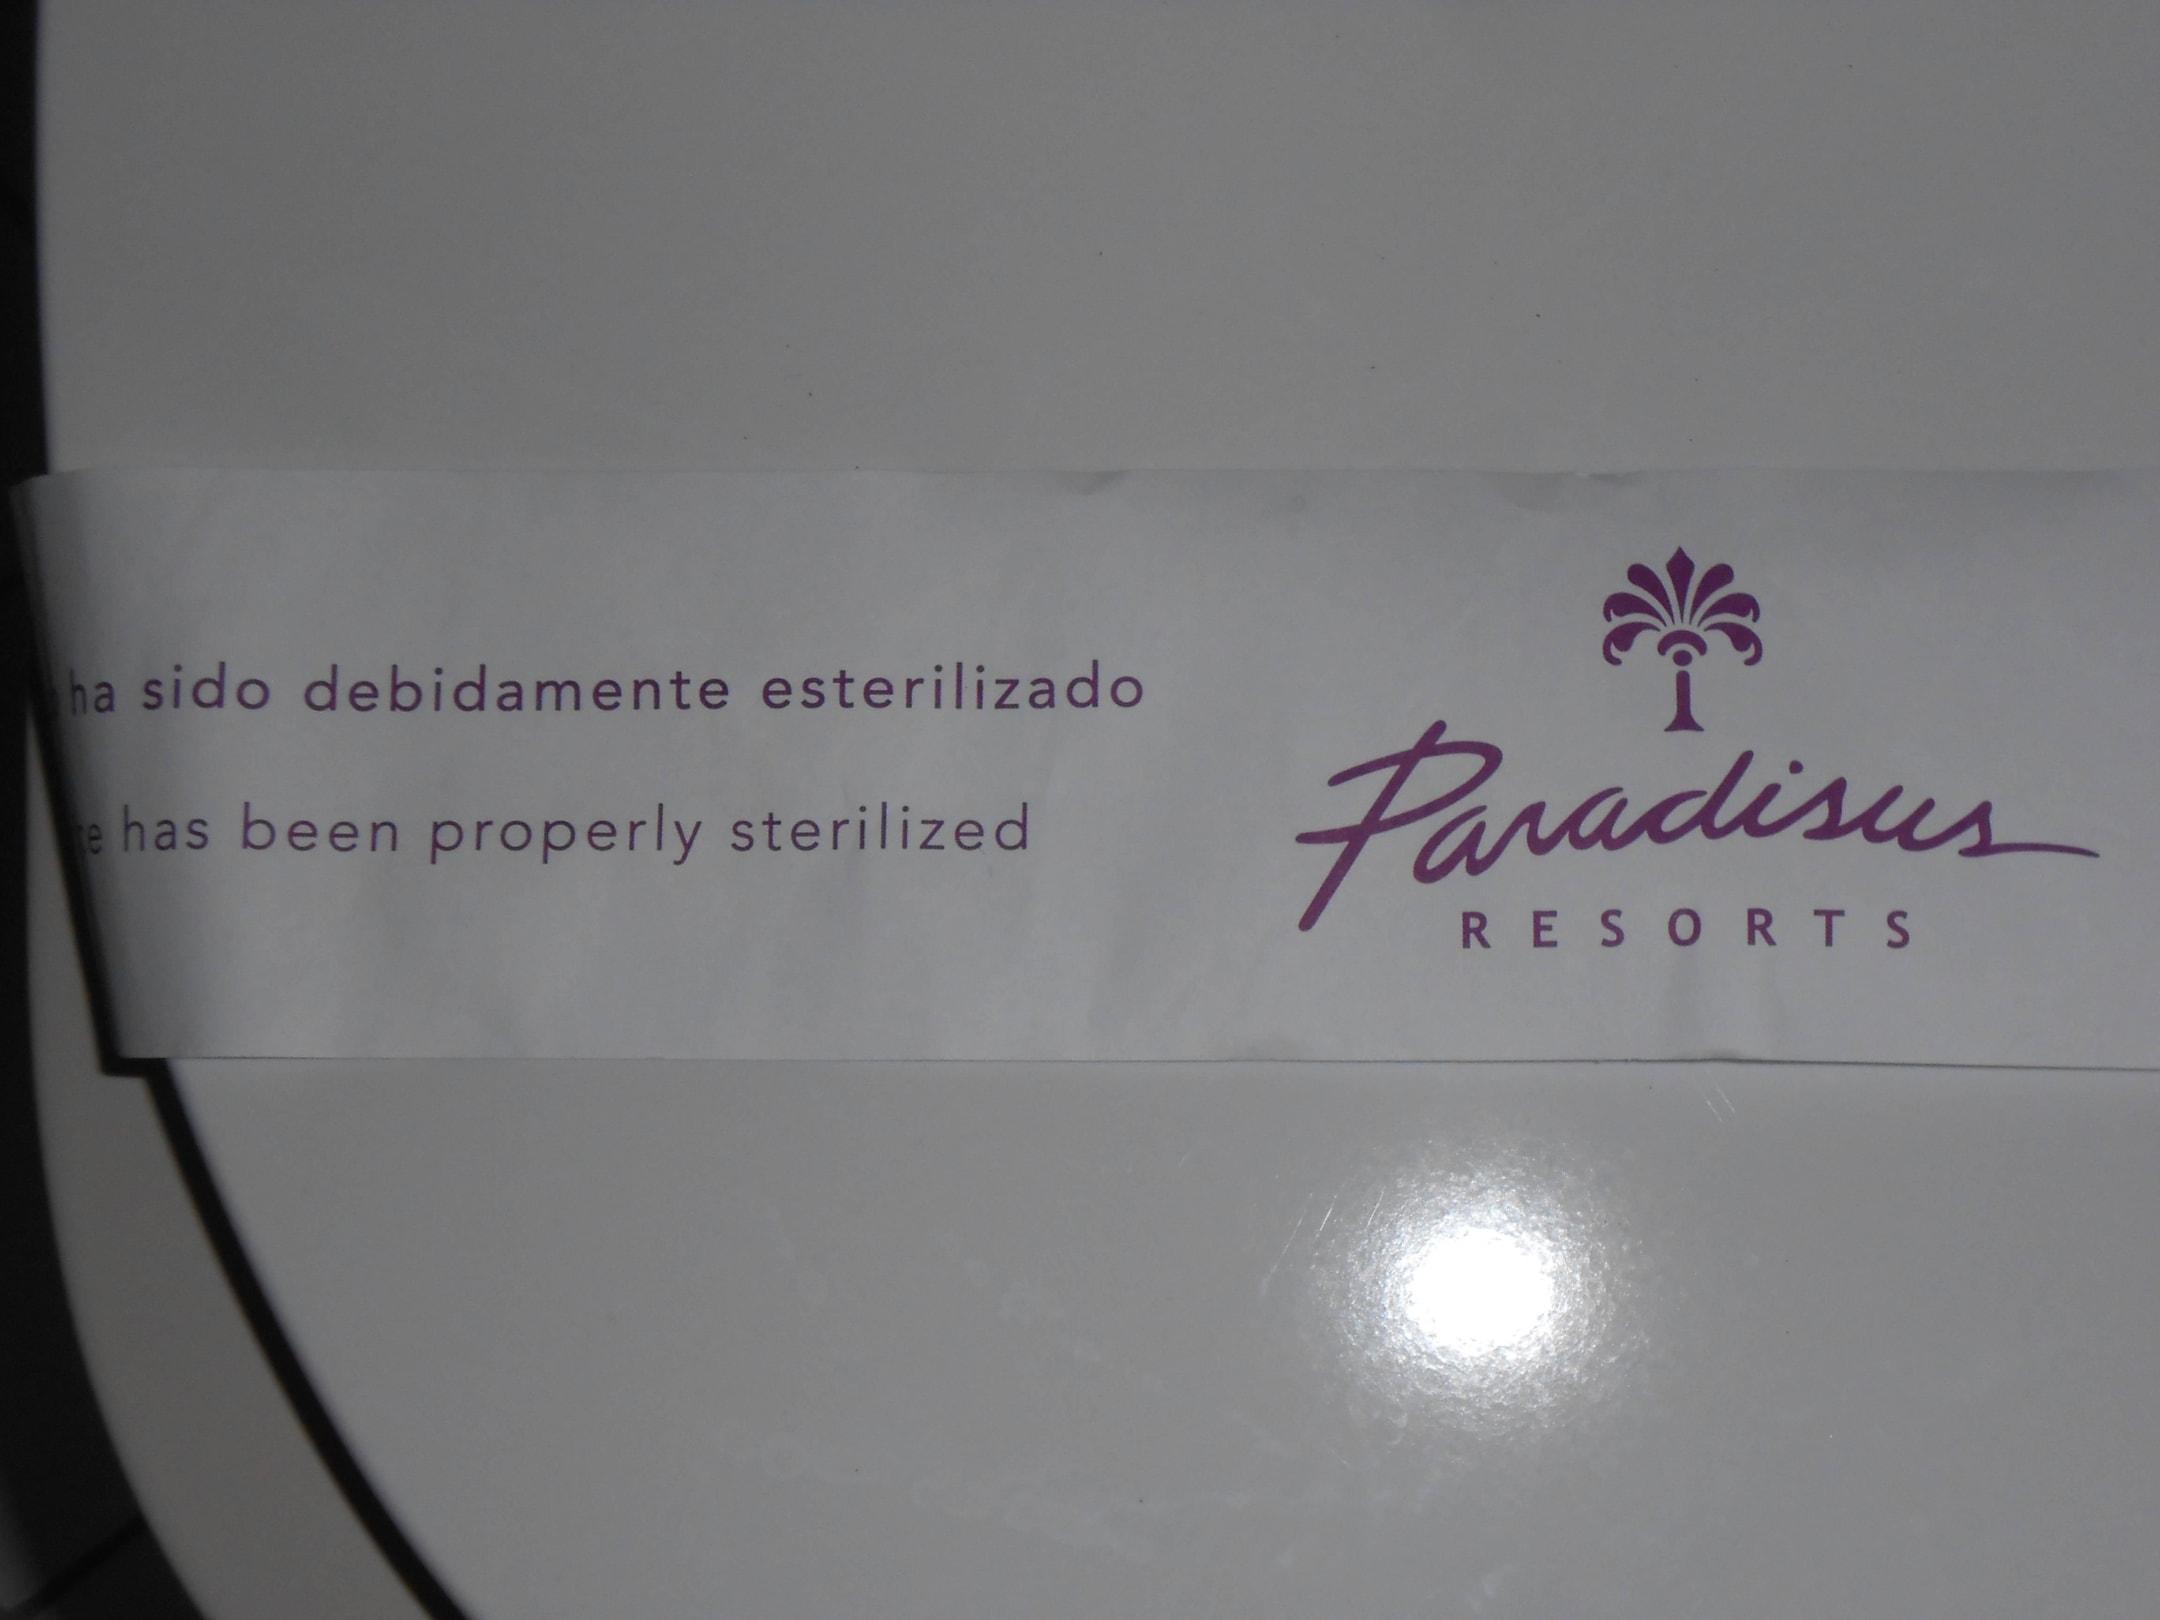 ha sido debidamente esterilizado
has been properly sterilized
Paradisus
RESORTS